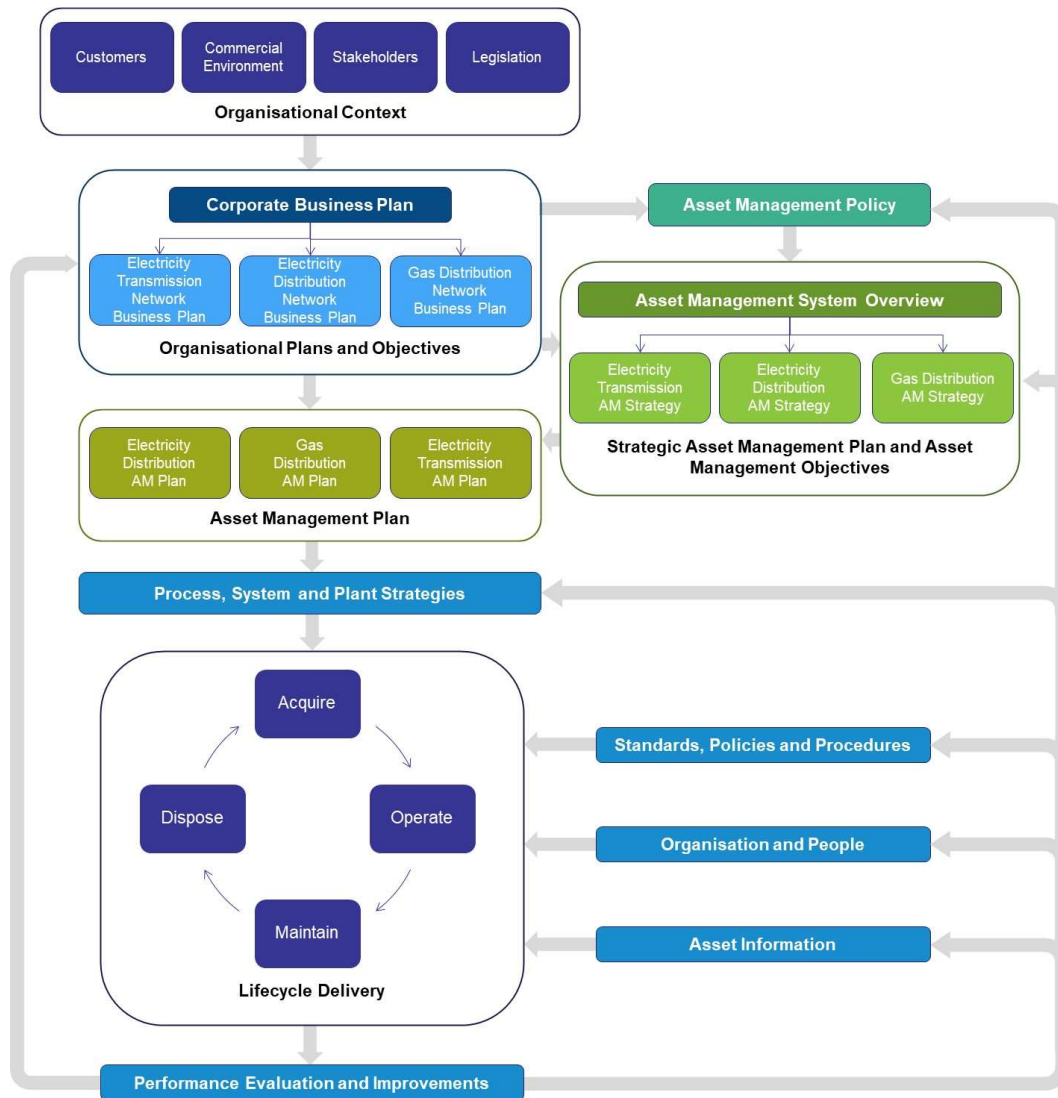 Customers
Commercial
Environment
Stakeholders
Legislation
Organisational Context
Corporate Business Plan
Electricity
Transmission
Network
Business Plan
Electricity
Distribution
Network
Business Plan
Gas Distribution
Network
Business Plan
Organisational Plans and Objectives
Asset Management Policy
Asset Management System Overview
Electricity
Transmission
AM Strategy
Electricity
Distribution
AM Strategy
Gas Distribution
AM Strategy
Strategic Asset Management Plan and Asset
Management Objectives
Electricity
Distribution
AM Plan
Gas
Distribution
AM Plan
Electricity
Transmission
AM Plan
Asset Management Plan
Process, System and Plant Strategies
Acquire
Operate
Maintain
Dispose
Lifecycle Delivery
Standards, Policies and Procedures
Organisation and People
Asset Information
Performance Evaluation and Improvements